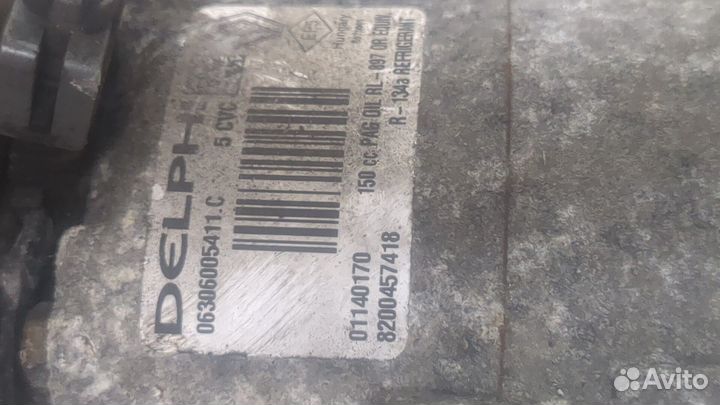 DELPHI
5 CVC
06306005411.C
Hungary
150 cc. PAG OIL RL-897 OR EQUIV.
R-134a REFRIGERANT
01140170
8200457418
Avito